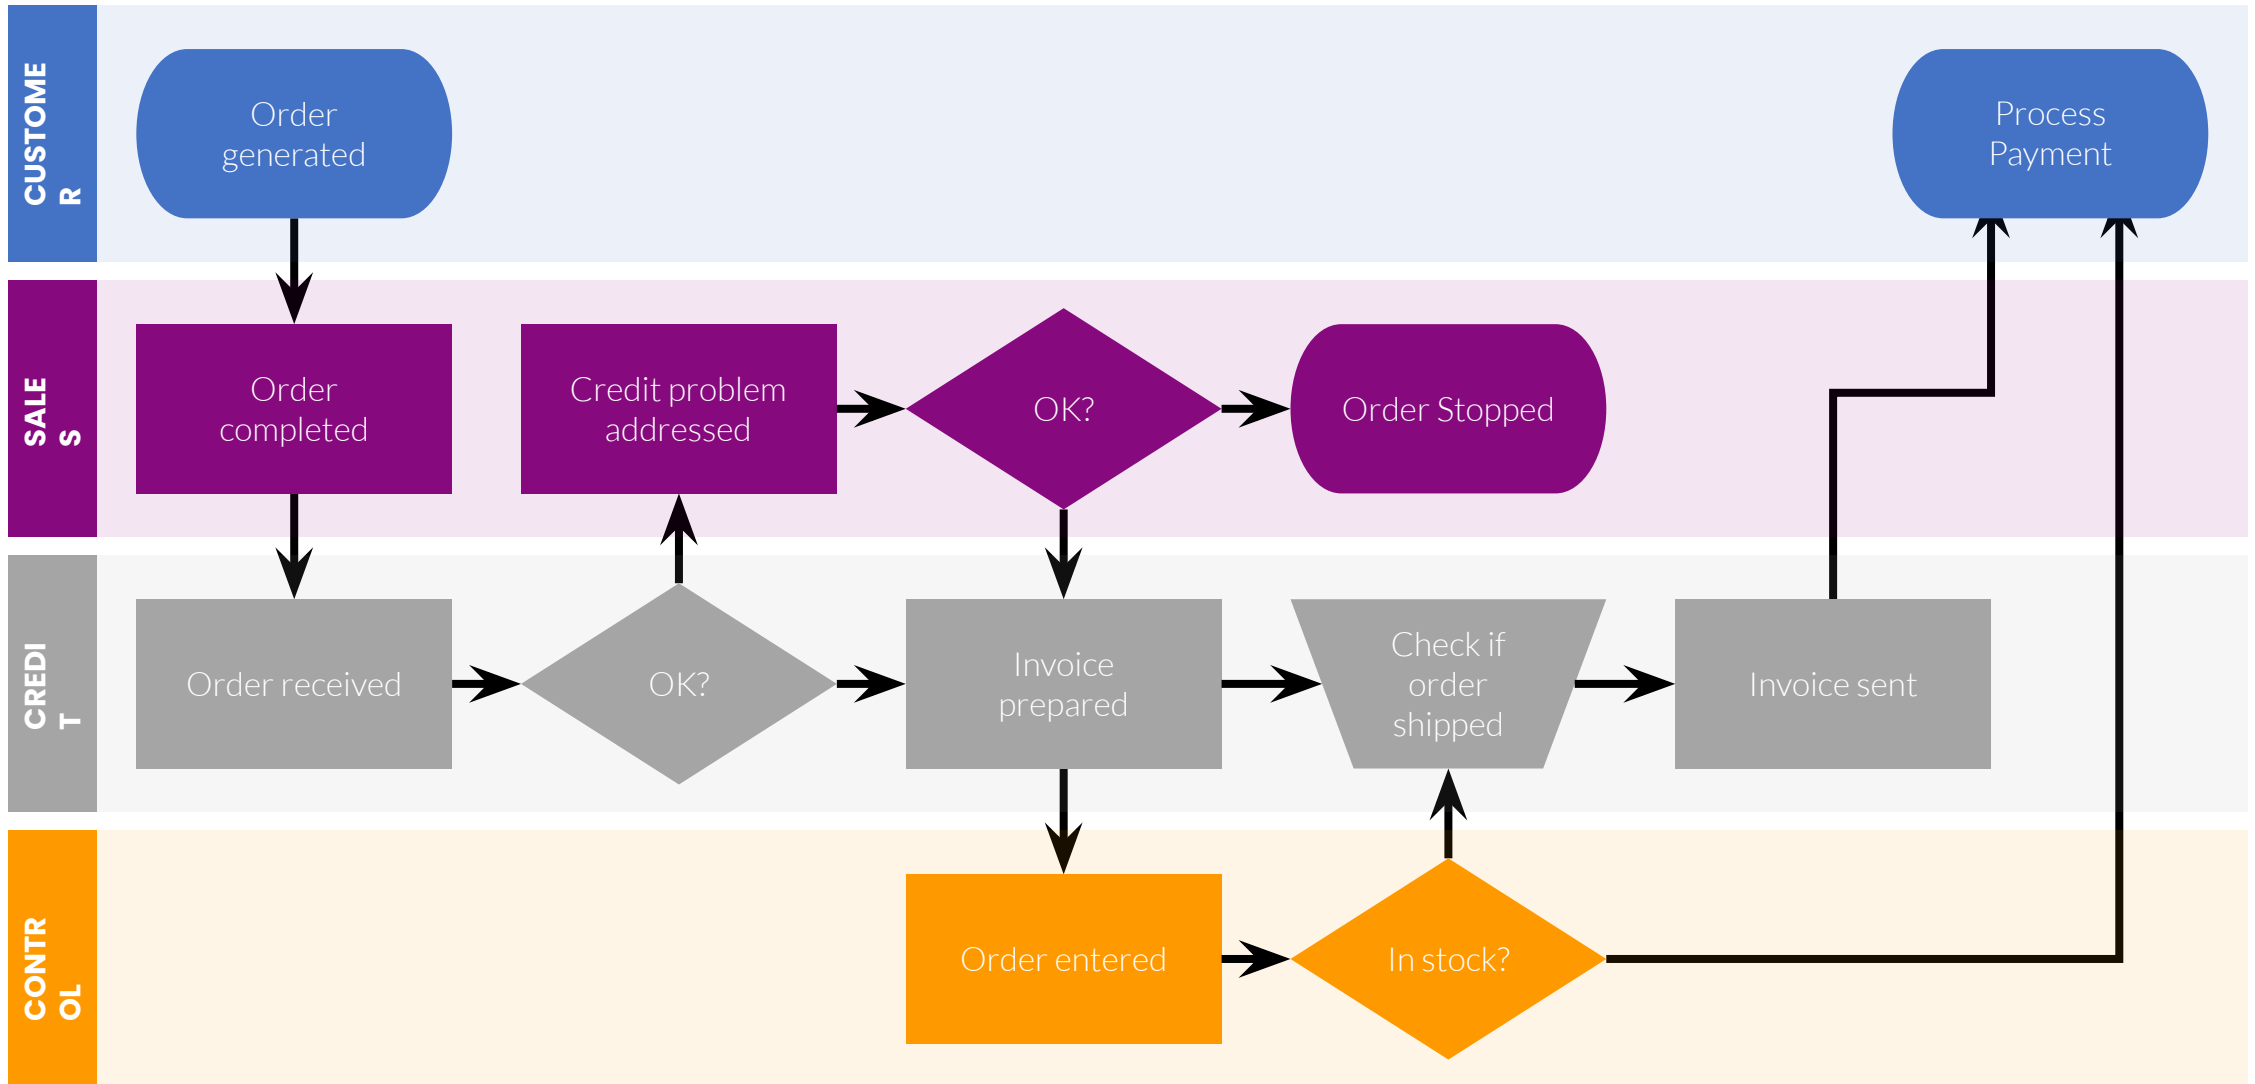 CUSTOME
R
Order
generated
Process
Payment
SALE
S
Order
completed
Credit problem
addressed
OK?
Order Stopped
CREDI
T
Order received
OK?
Invoice
prepared
Check if
order
shipped
Invoice sent
CONTR
OL
Order entered
In stock?